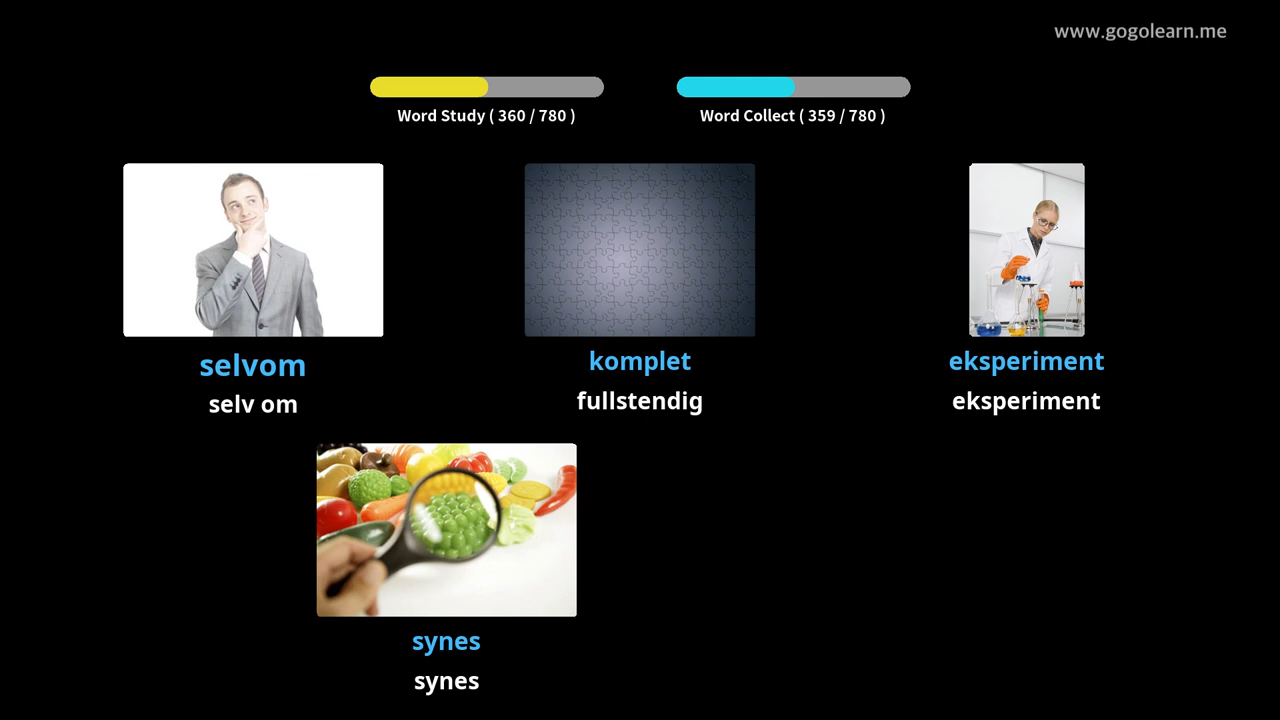 www.gogolearn.me
Word Study ( 360 / 780 )
Word Collect ( 359 / 780 )
selvom
selv om
komplet
fullstendig
eksperiment
eksperiment
synes
synes